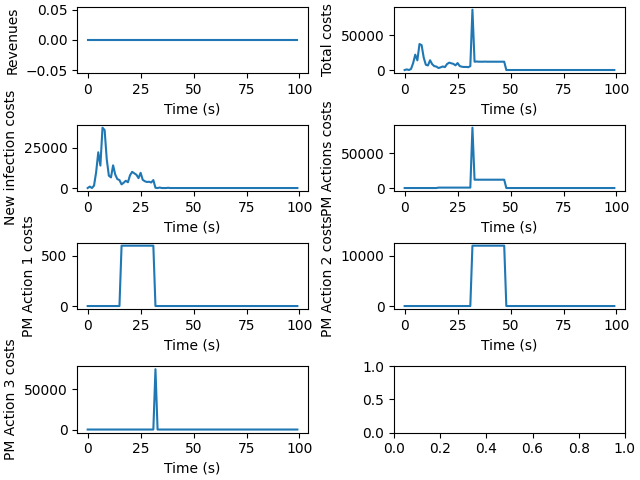 Revenues
0.05
0.00
−0.05
0 25 50 75 100
Time (s)
Total costs
50000
0
0 25 50 75 100
Time (s)
New infection costs
25000
0
0 25 50 75 100
Time (s)
PM Actions costs
50000
0
0 25 50 75 100
Time (s)
PM Action 1 costs
500
0
0 25 50 75 100
Time (s)
PM Action 2 costs
10000
0
0 25 50 75 100
Time (s)
PM Action 3 costs
50000
0
0 25 50 75 100
Time (s)
1.0
0.5
0.0
0.0 0.2 0.4 0.6 0.8 1.0